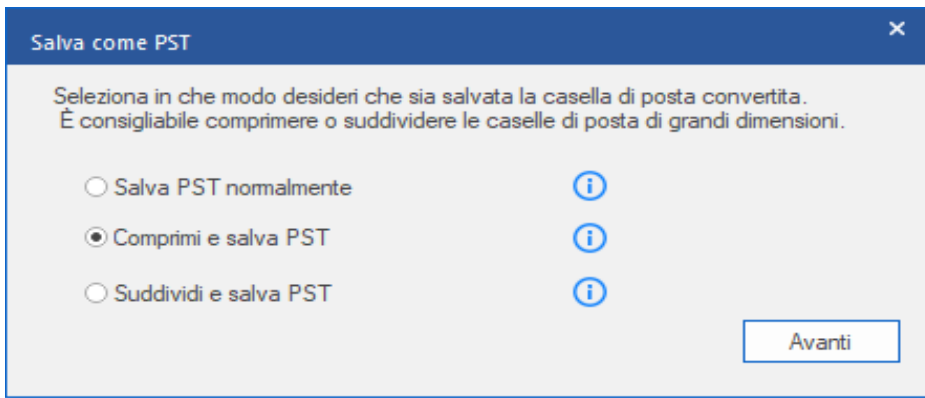 Salva come PST
Seleziona in che modo desideri che sia salvata la casella di posta convertita.
È consigliabile comprimere o suddividere le caselle di posta di grandi dimensioni.
Salva PST normalmente
Comprimi e salva PST
Suddividi e salva PST
Avanti